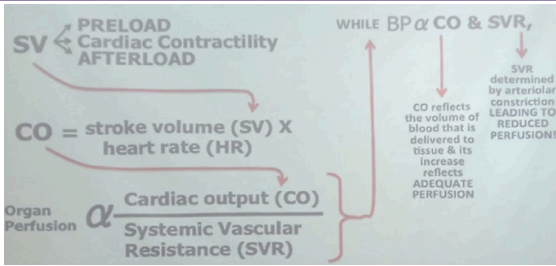 SV
PRELOAD
Cardiac Contractility
AFTERLOAD
CO = stroke volume (SV) X
heart rate (HR)
Organ
Perfusion
α
Cardiac output (CO)
Systemic Vascular
Resistance (SVR)
WHILE BP α CO & SVR,
CO reflects
the volume of
blood that is
delivered to
tissue & its
increase
reflects
ADEQUATE
PERFUSION
SVR
determined
by arteriolar
constriction
LEADING TO
REDUCED
PERFUSION!